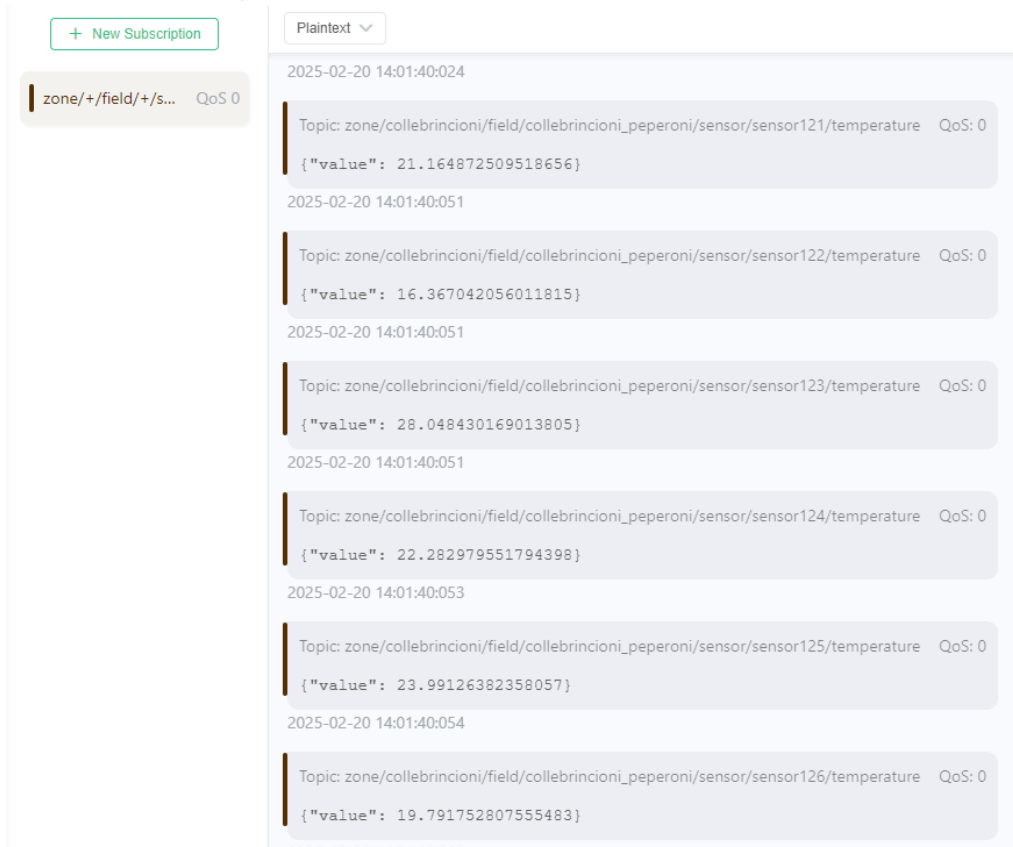 + New Subscription
zone/+/field/+/s... QoS 0
Plaintext
2025-02-20 14:01:40:024
Topic: zone/collebrincioni/field/collebrincioni_peperoni/sensor/sensor121/temperature QoS: 0
{"value": 21.164872509518656}
2025-02-20 14:01:40:051
Topic: zone/collebrincioni/field/collebrincioni_peperoni/sensor/sensor122/temperature QoS: 0
{"value": 16.367042056011815}
2025-02-20 14:01:40:051
Topic: zone/collebrincioni/field/collebrincioni_peperoni/sensor/sensor123/temperature QoS: 0
{"value": 28.048430169013805}
2025-02-20 14:01:40:051
Topic: zone/collebrincioni/field/collebrincioni_peperoni/sensor/sensor124/temperature QoS: 0
{"value": 22.282979551794398}
2025-02-20 14:01:40:053
Topic: zone/collebrincioni/field/collebrincioni_peperoni/sensor/sensor125/temperature QoS: 0
{"value": 23.99126382358057}
2025-02-20 14:01:40:054
Topic: zone/collebrincioni/field/collebrincioni_peperoni/sensor/sensor126/temperature QoS: 0
{"value": 19.791752807555483}